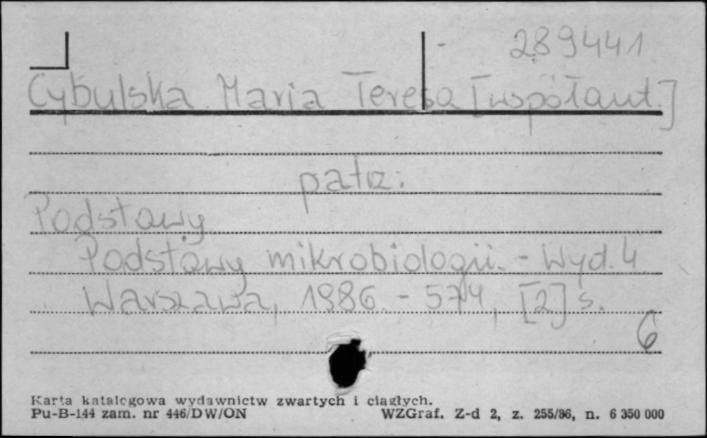 289441
Cybulska Maria Teresa [współaut.]
patrz:
Podstawy
Podstawy mikrobiologii. - Wyd. 4
Warszawa, 1986. - 574, [2] s.
6
Karta katalogowa wydawnictw zwartych i ciągłych.
Pu-B-144 zam. nr 446/DW/ON WZGraf. Z-d 2, z. 255/86, n. 6 350 000